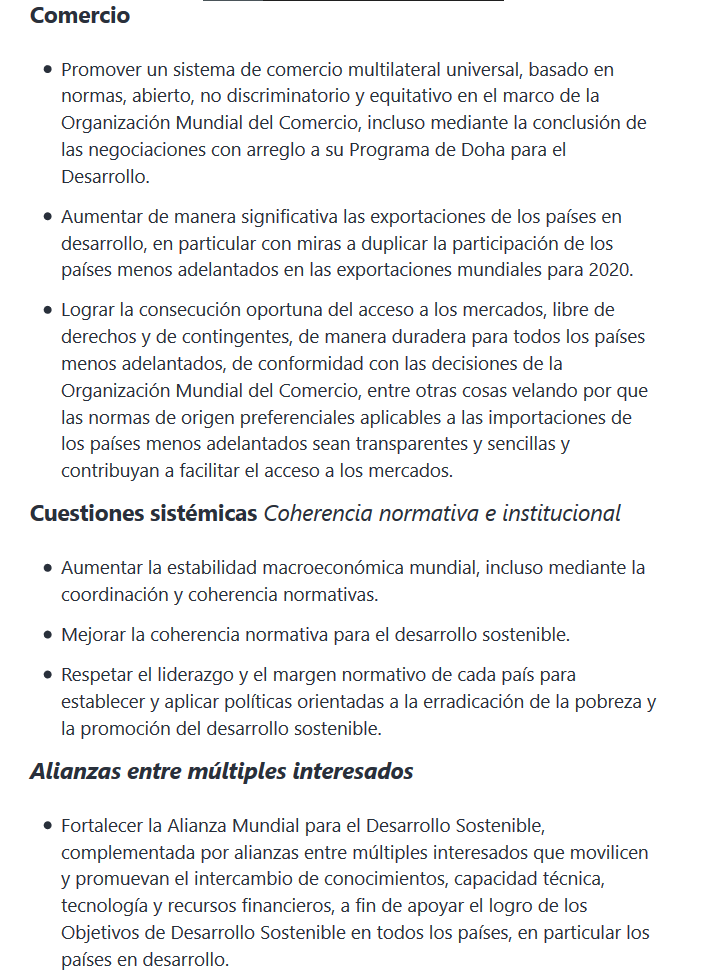 Comercio
• Promover un sistema de comercio multilateral universal, basado en
normas, abierto, no discriminatorio y equitativo en el marco de la
Organización Mundial del Comercio, incluso mediante la conclusión de
las negociaciones con arreglo a su Programa de Doha para el
Desarrollo.
• Aumentar de manera significativa las exportaciones de los países en
desarrollo, en particular con miras a duplicar la participación de los
países menos adelantados en las exportaciones mundiales para 2020.
• Lograr la consecución oportuna del acceso a los mercados, libre de
derechos y de contingentes, de manera duradera para todos los países
menos adelantados, de conformidad con las decisiones de la
Organización Mundial del Comercio, entre otras cosas velando por que
las normas de origen preferenciales aplicables a las importaciones de
los países menos adelantados sean transparentes y sencillas y
contribuyan a facilitar el acceso a los mercados.
Cuestiones sistémicas Coherencia normativa e institucional
• Aumentar la estabilidad macroeconómica mundial, incluso mediante la
coordinación y coherencia normativas.
• Mejorar la coherencia normativa para el desarrollo sostenible.
• Respetar el liderazgo y el margen normativo de cada país para
establecer y aplicar políticas orientadas a la erradicación de la pobreza y
la promoción del desarrollo sostenible.
Alianzas entre múltiples interesados
• Fortalecer la Alianza Mundial para el Desarrollo Sostenible,
complementada por alianzas entre múltiples interesados que movilicen
y promuevan el intercambio de conocimientos, capacidad técnica,
tecnología y recursos financieros, a fin de apoyar el logro de los
Objetivos de Desarrollo Sostenible en todos los países, en particular los
países en desarrollo.